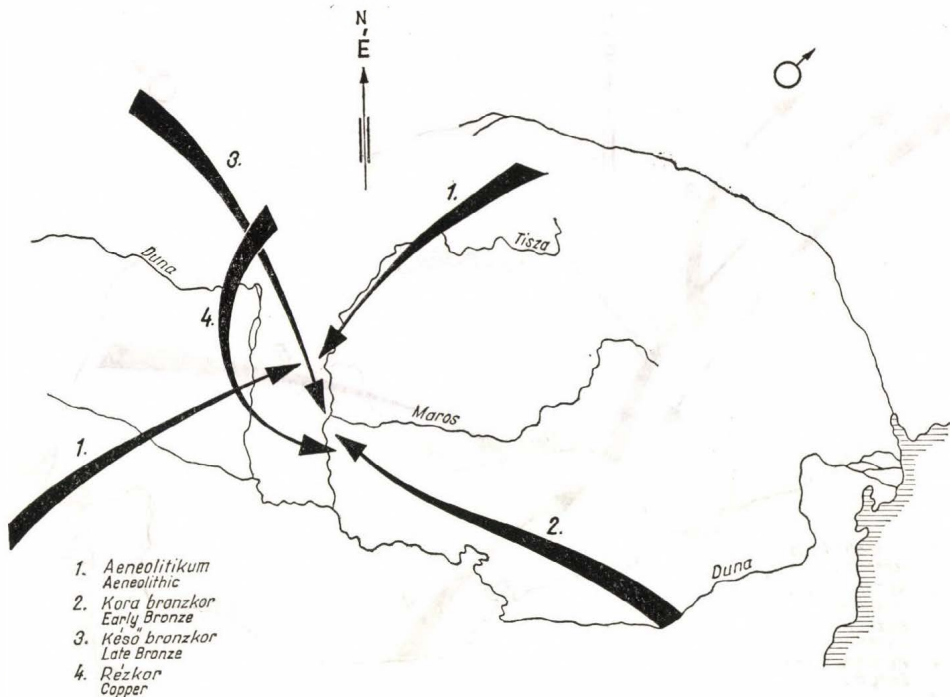 N
É
3.
1.
Tisza
Duna
4.
Maros
1.
2.
Duna
1. Aeneolitikum
Aeneolithic
2. Kora bronzkor
Early Bronze
3. Késő bronzkor
Late Bronze
4. Rézkor
Copper